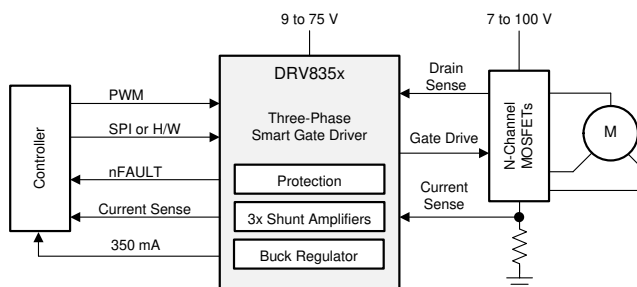 9 to 75 V
7 to 100 V
DRV835x
Three-Phase
Smart Gate Driver
Protection
3x Shunt Amplifiers
Buck Regulator
Controller
PWM
SPI or H/W
nFAULT
Current Sense
350 mA
Drain
Sense
Gate Drive
Current
Sense
N-Channel
MOSFETs
M